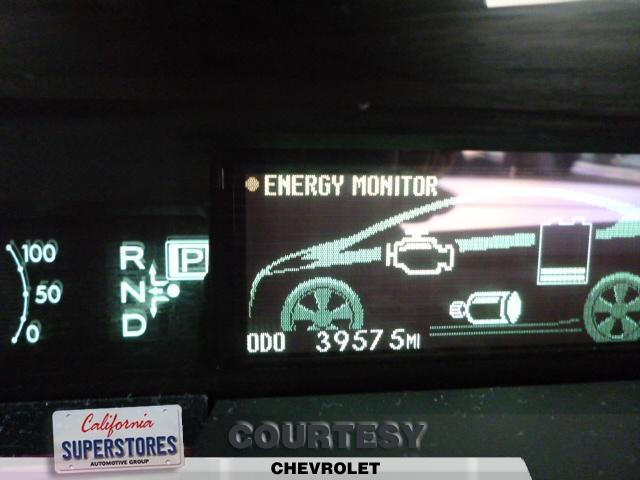 ENERGY MONITOR
100
50
0
R
P
N
D
ODO 39575MI
California
SUPERSTORES
AUTOMOTIVE GROUP
COURTESY
CHEVROLET